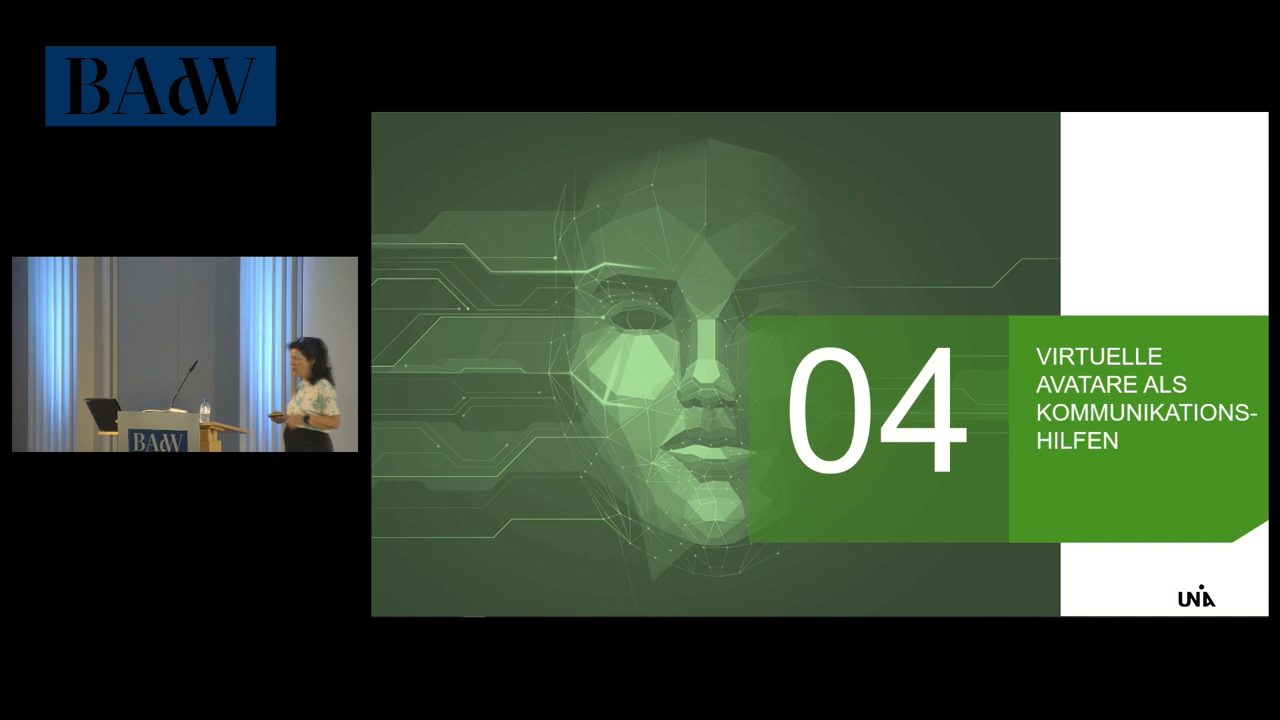 BAdW
BAdW
04
VIRTUELLE
AVATARE ALS
KOMMUNIKATIONS-
HILFEN
UNIA